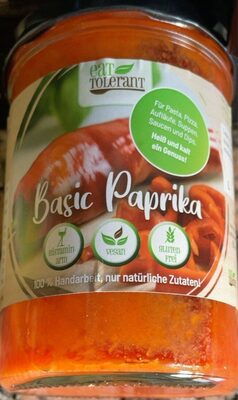 eat
TOLERANT
Für Pasta, Pizza,
Aufläufe, Suppen,
Saucen und Dips.
Heiß und kalt
ein Genuss!
Basic Paprika
histamin
arm
vegan
gluten
frei
100 % Handarbeit, nur natürliche Zutaten!